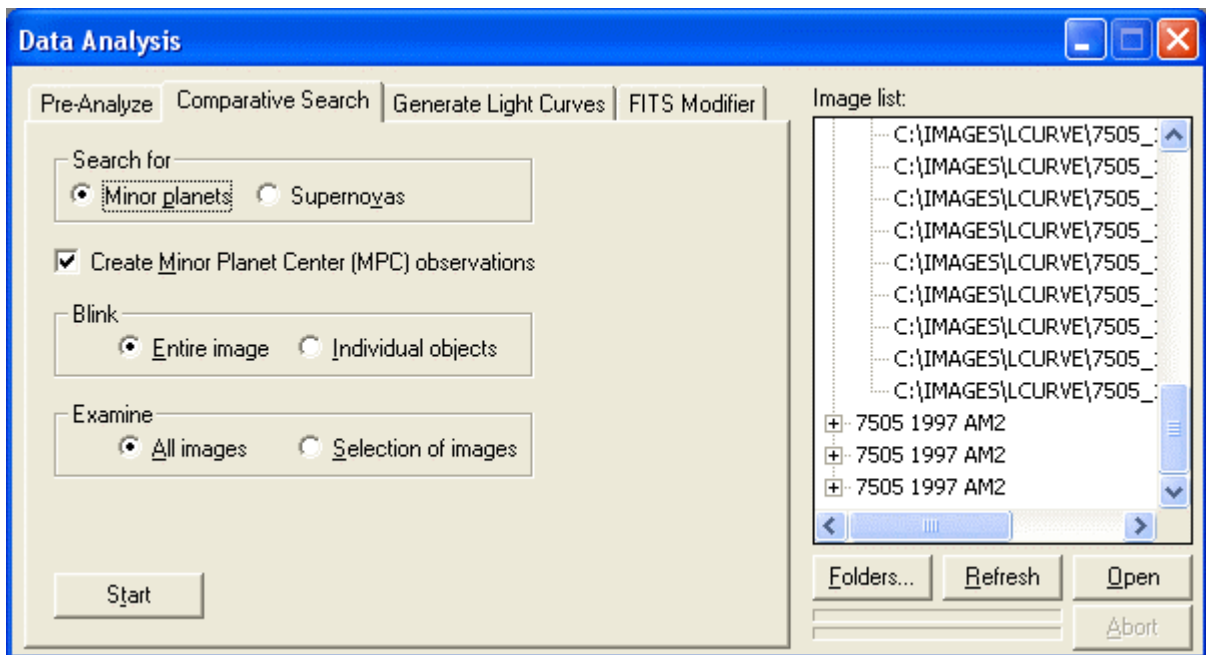 Data Analysis
Pre-Analyze
Comparative Search
Generate Light Curves
FITS Modifier
Search for
Minor planets
Supernovas
Create Minor Planet Center (MPC) observations
Blink
Entire image
Individual objects
Examine
All images
Selection of images
Start
Image list:
C:\IMAGES\LCURVE\7505_
C:\IMAGES\LCURVE\7505_
C:\IMAGES\LCURVE\7505_
C:\IMAGES\LCURVE\7505_
C:\IMAGES\LCURVE\7505_
C:\IMAGES\LCURVE\7505_
C:\IMAGES\LCURVE\7505_
C:\IMAGES\LCURVE\7505_
C:\IMAGES\LCURVE\7505_
7505 1997 AM2
7505 1997 AM2
7505 1997 AM2
Folders...
Refresh
Open
Abort